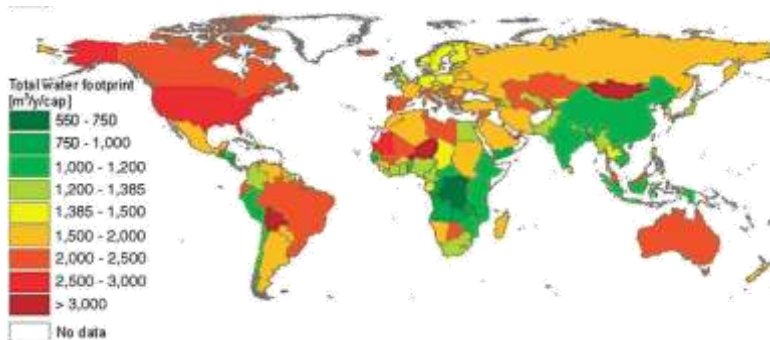 Total water footprint
[m³/y/cap]
550 - 750
750 - 1,000
1,000 - 1,200
1,200 - 1,385
1,385 - 1,500
1,500 - 2,000
2,000 - 2,500
2,500 - 3,000
> 3,000
No data